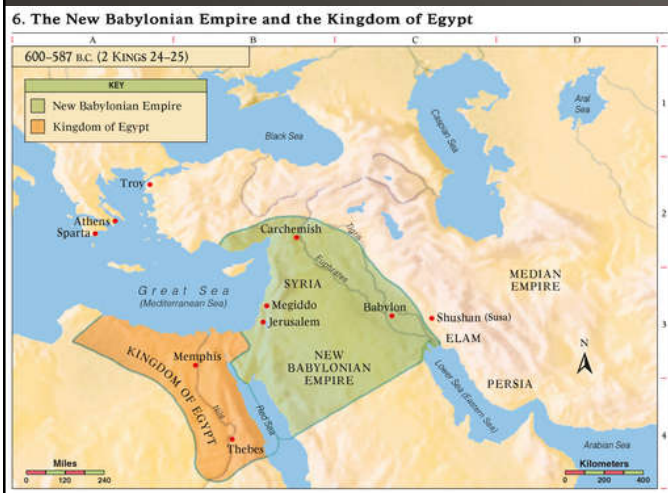 6. The New Babylonian Empire and the Kingdom of Egypt
A B C D
600–587 B.C. (2 KINGS 24–25)
KEY
New Babylonian Empire
Kingdom of Egypt
1
Aral
Sea
Caspian Sea
Black Sea
Troy
2
Athens
Sparta
Carchemish
Tigris
Euphrates
SYRIA
MEDIAN
EMPIRE
Great Sea
(Mediterranean Sea)
Megiddo
Jerusalem
Babylon
Shushan (Susa)
3
ELAM
N
NEW
BABYLONIAN
EMPIRE
KINGDOM OF EGYPT
Memphis
PERSIA
Lower Sea (Eastern Sea)
Nile
Red Sea
Thebes
4
Arabian Sea
Miles
0 120 240
Kilometers
0 200 400